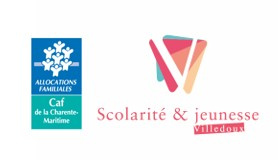 ALLOCATIONS
FAMILIALES
Caf
de la Charente-
Maritime
Scolarité & jeunesse
Villedoux